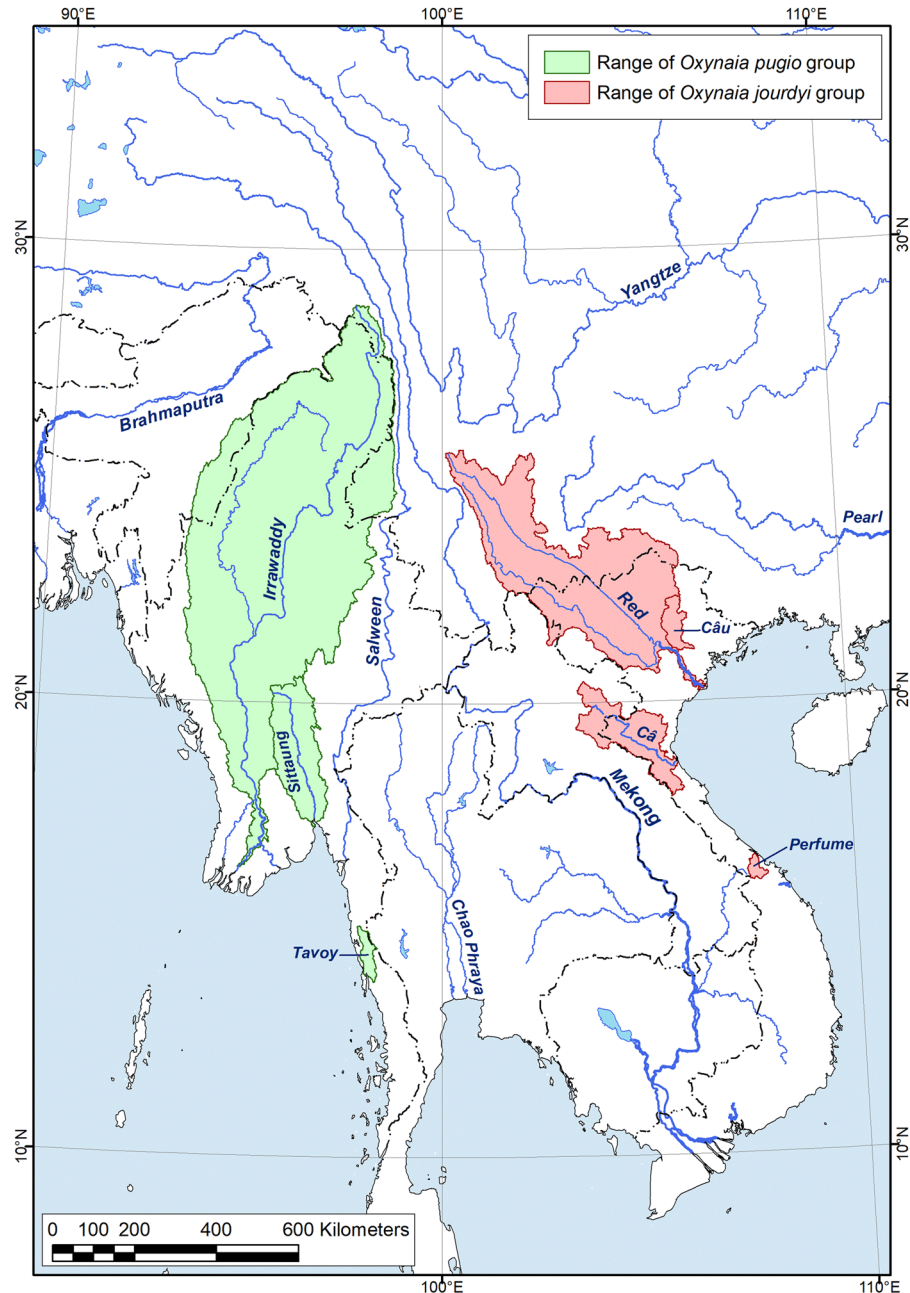 90°E
100°E
110°E
Range of Oxynaia pugio group
Range of Oxynaia jourdyi group
30°N
30°N
Yangtze
Brahmaputra
Pearl
Irrawaddy
Salween
Red
Câu
20°N
20°N
Sittaung
Câ
Mekong
Perfume
Chao Phraya
Tavoy
10°N
10°N
0 100 200 400 600 Kilometers
100°E
110°E